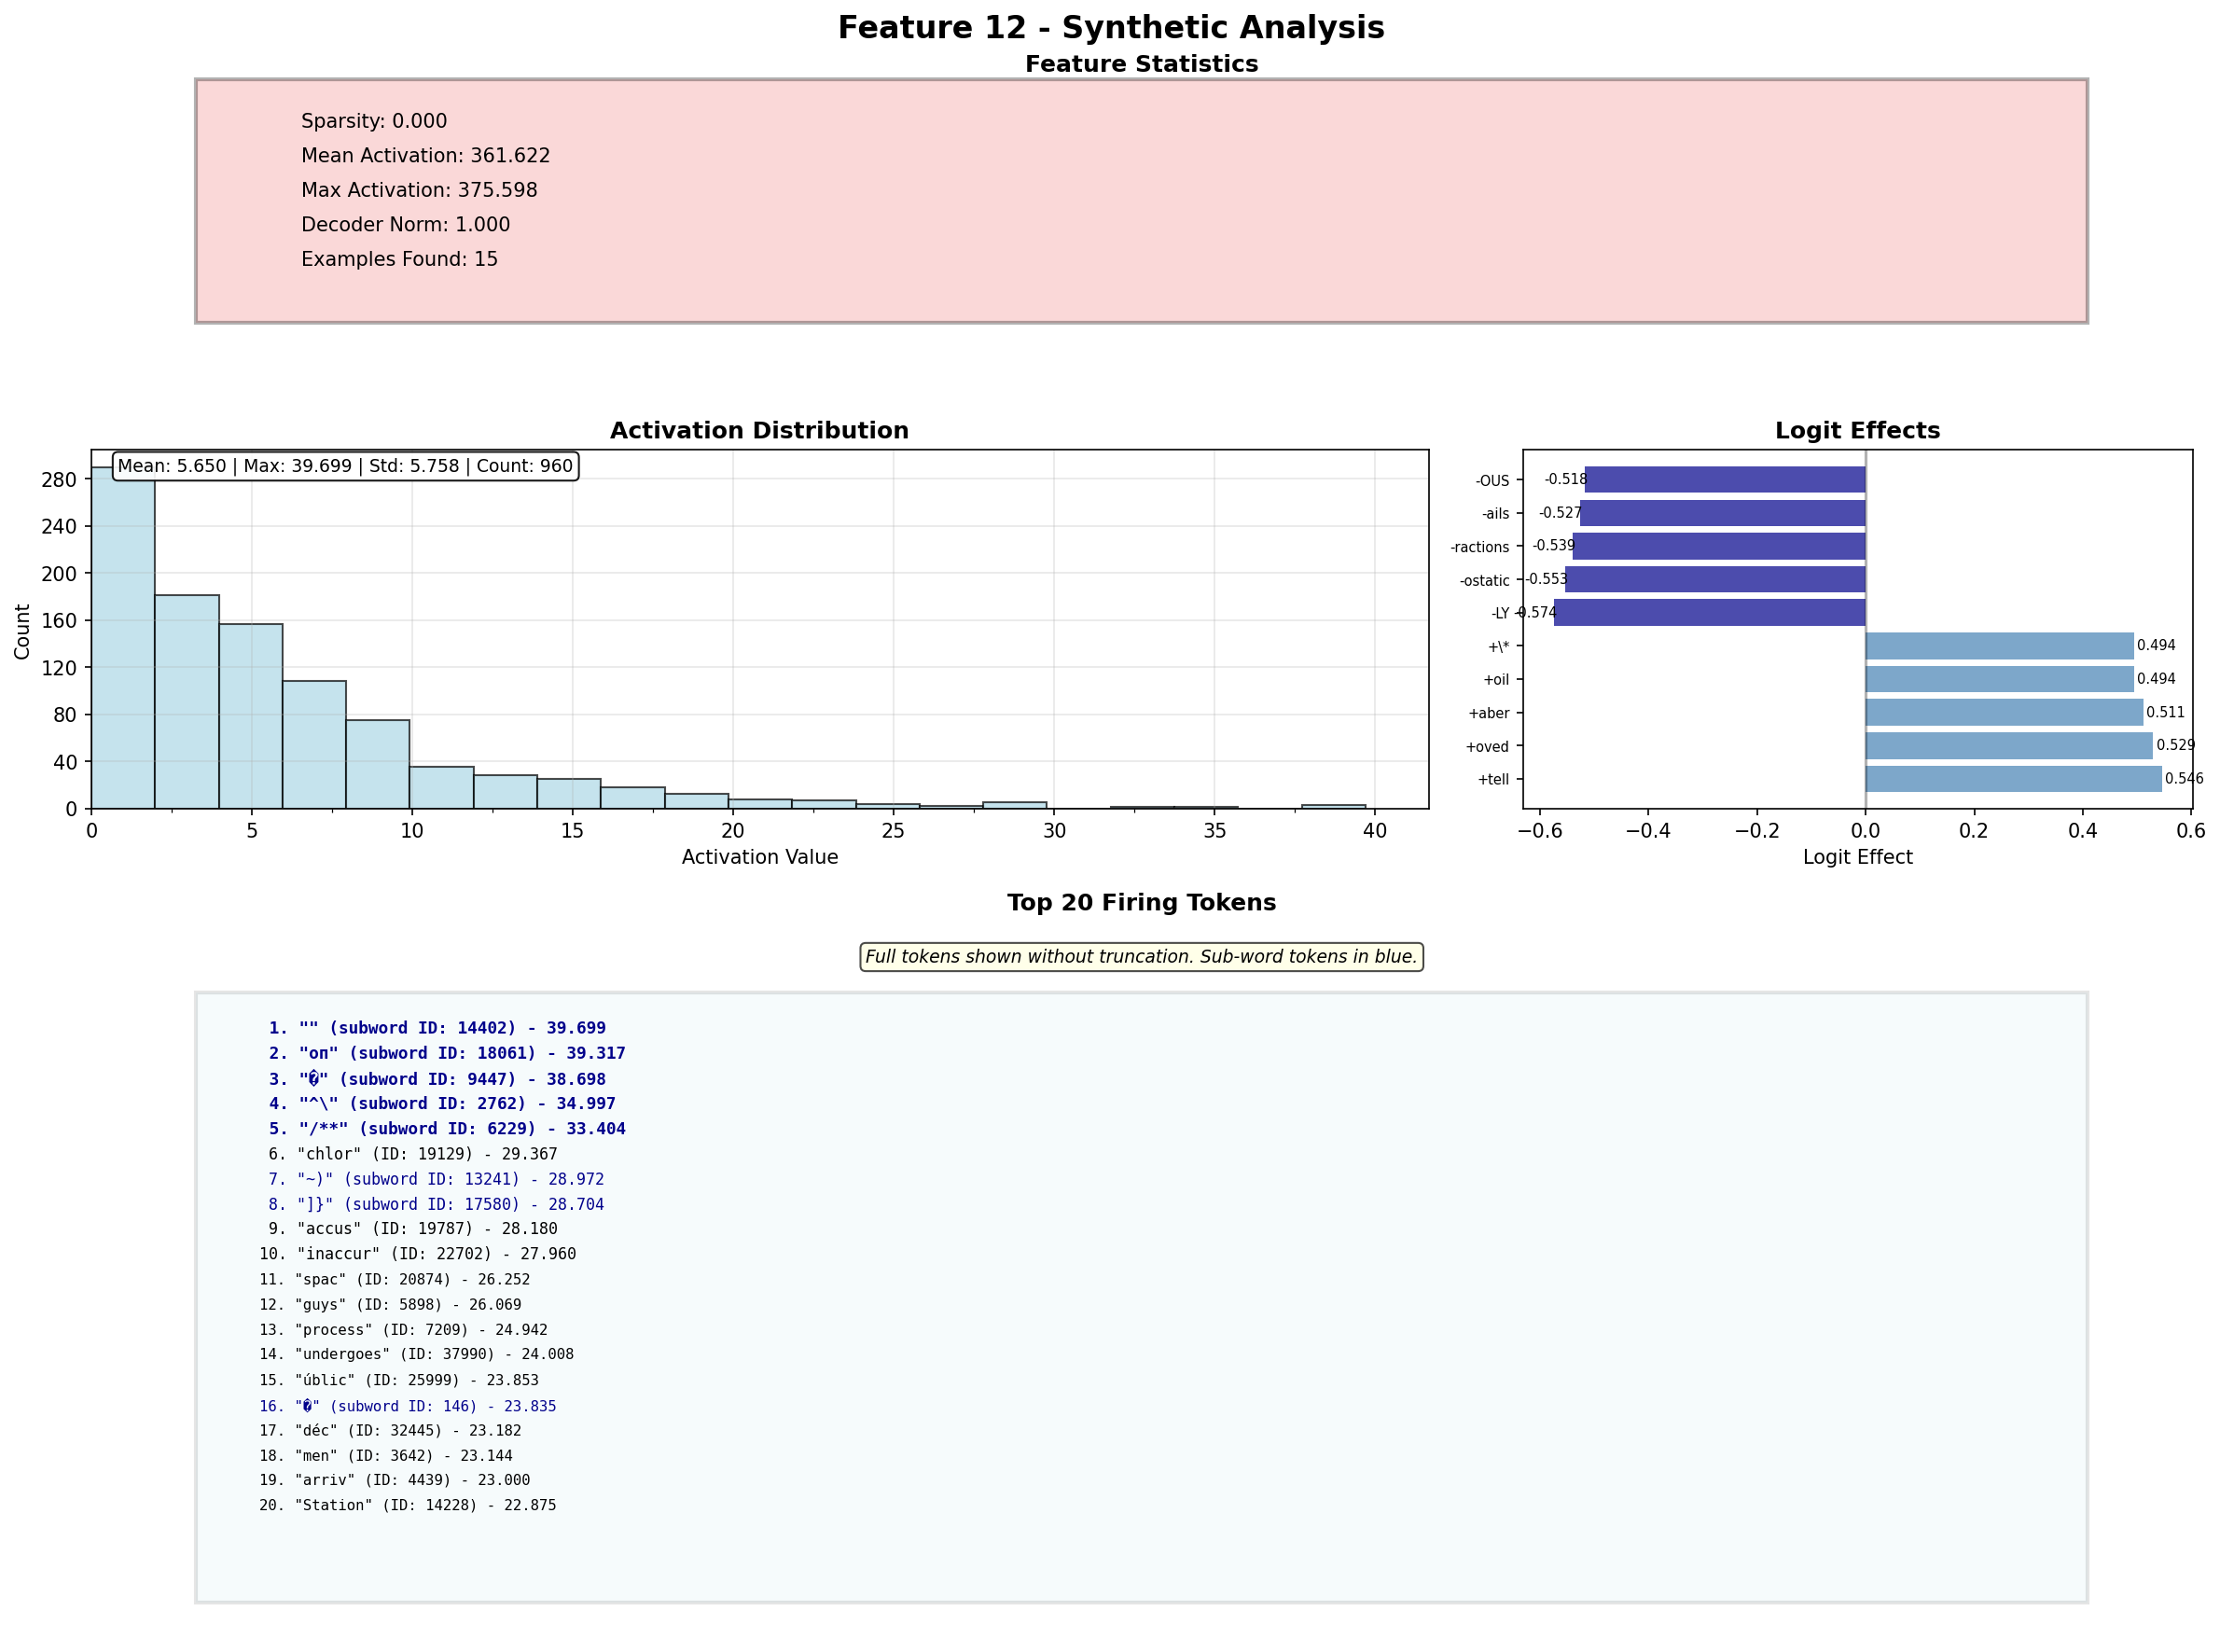 Feature 12 - Synthetic Analysis
Feature Statistics
Sparsity: 0.000
Mean Activation: 361.622
Max Activation: 375.598
Decoder Norm: 1.000
Examples Found: 15
Activation Distribution
Mean: 5.650 | Max: 39.699 | Std: 5.758 | Count: 960
280
240
200
160
120
80
40
0
Count
0 5 10 15 20 25 30 35 40
Activation Value
Logit Effects
-OUS -0.518
-ails -0.527
-ractions -0.539
-ostatic -0.553
-LY -0.574
+\* 0.494
+oil 0.494
+aber 0.511
+oved 0.529
+tell 0.546
−0.6 −0.4 −0.2 0.0 0.2 0.4 0.6
Logit Effect
Top 20 Firing Tokens
Full tokens shown without truncation. Sub-word tokens in blue.
1. "" (subword ID: 14402) - 39.699
2. "оп" (subword ID: 18061) - 39.317
3. "�" (subword ID: 9447) - 38.698
4. "^\" (subword ID: 2762) - 34.997
5. "/**" (subword ID: 6229) - 33.404
6. "chlor" (ID: 19129) - 29.367
7. "~)" (subword ID: 13241) - 28.972
8. "]}" (subword ID: 17580) - 28.704
9. "accus" (ID: 19787) - 28.180
10. "inaccur" (ID: 22702) - 27.960
11. "spac" (ID: 20874) - 26.252
12. "guys" (ID: 5898) - 26.069
13. "process" (ID: 7209) - 24.942
14. "undergoes" (ID: 37990) - 24.008
15. "úblic" (ID: 25999) - 23.853
16. "�" (subword ID: 146) - 23.835
17. "déc" (ID: 32445) - 23.182
18. "men" (ID: 3642) - 23.144
19. "arriv" (ID: 4439) - 23.000
20. "Station" (ID: 14228) - 22.875